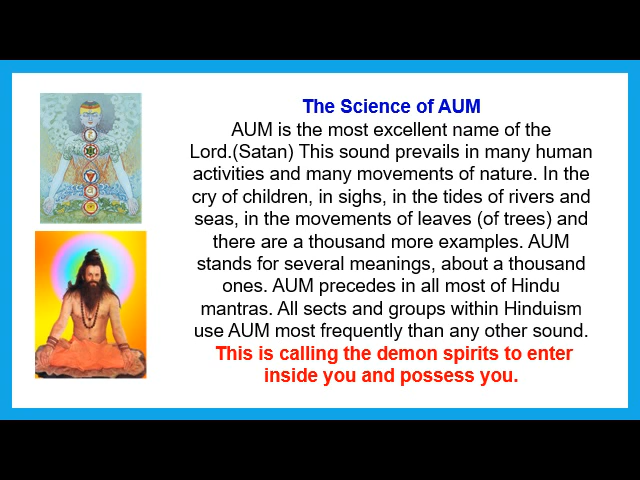 The Science of AUM
AUM is the most excellent name of the
Lord.(Satan) This sound prevails in many human
activities and many movements of nature. In the
cry of children, in sighs, in the tides of rivers and
seas, in the movements of leaves (of trees) and
there are a thousand more examples. AUM
stands for several meanings, about a thousand
ones. AUM precedes in all most of Hindu
mantras. All sects and groups within Hinduism
use AUM most frequently than any other sound.
This is calling the demon spirits to enter
inside you and possess you.